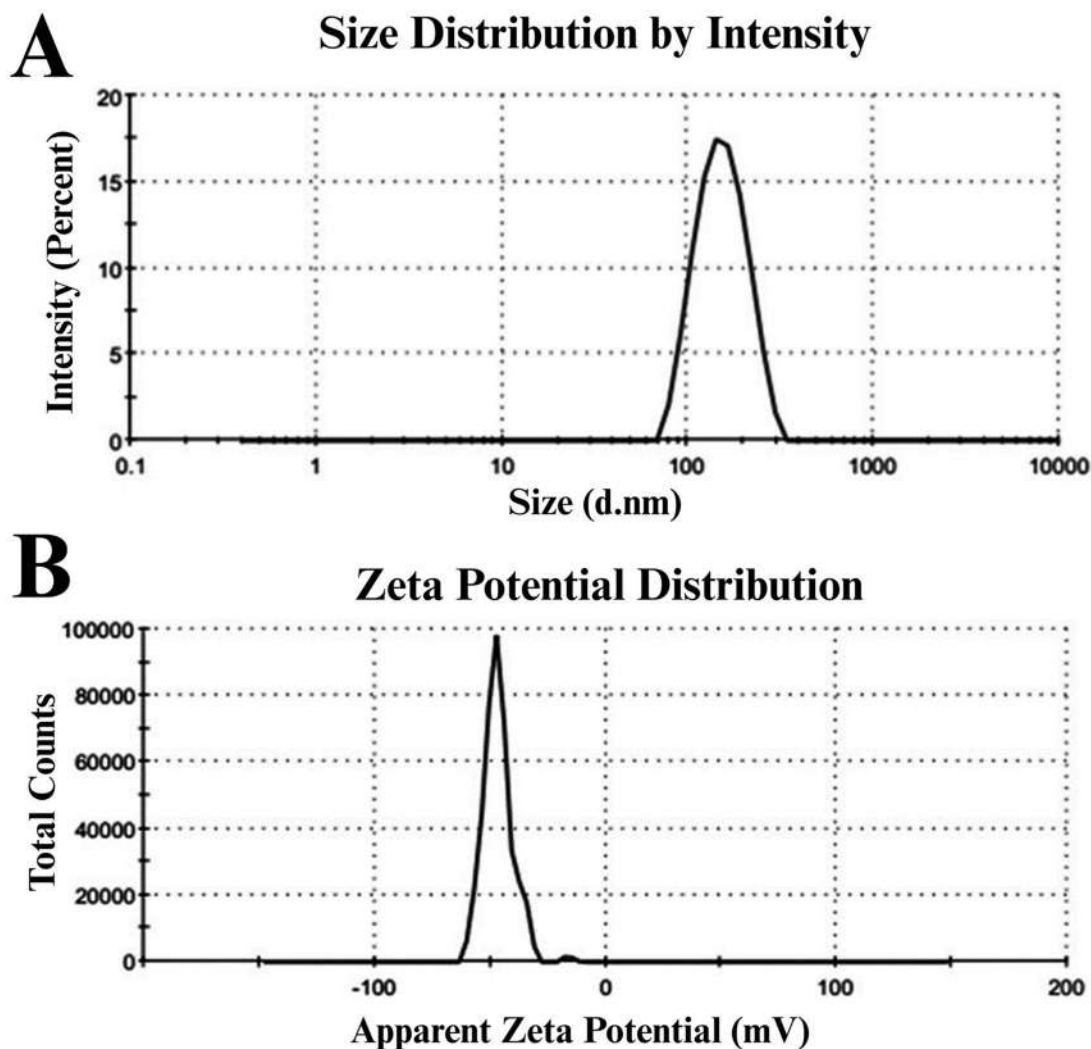 A
Size Distribution by Intensity
Intensity (Percent)
20
15
10
5
0
0.1 1 10 100 1000 10000
Size (d.nm)
B
Zeta Potential Distribution
Total Counts
100000
80000
60000
40000
20000
0
-100 0 100 200
Apparent Zeta Potential (mV)